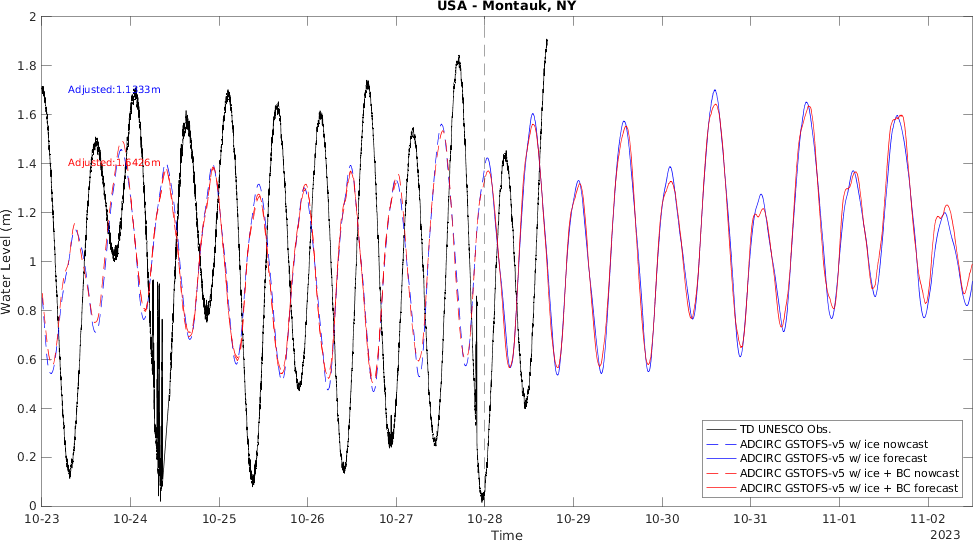 USA - Montauk, NY
2
1.8
1.6
1.4
1.2
1
0.8
0.6
0.4
0.2
0
Water Level (m)
Adjusted:1.1333m
Adjusted:1.6426m
TD UNESCO Obs.
ADCIRC GSTOFS-v5 w/ ice nowcast
ADCIRC GSTOFS-v5 w/ ice forecast
ADCIRC GSTOFS-v5 w/ ice + BC nowcast
ADCIRC GSTOFS-v5 w/ ice + BC forecast
10-23 10-24 10-25 10-26 10-27 10-28 10-29 10-30 10-31 11-01 11-02
Time
2023